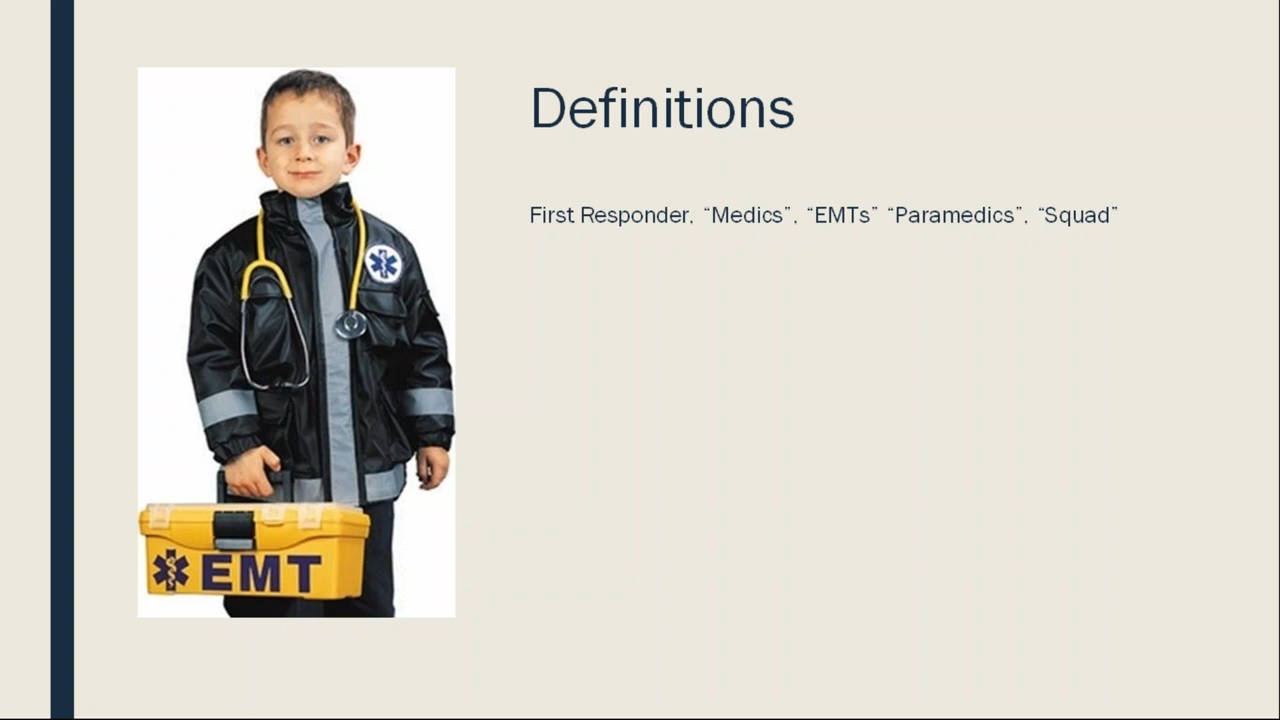 Definitions
First Responder, “Medics”, “EMTs” “Paramedics”, “Squad”
EMT